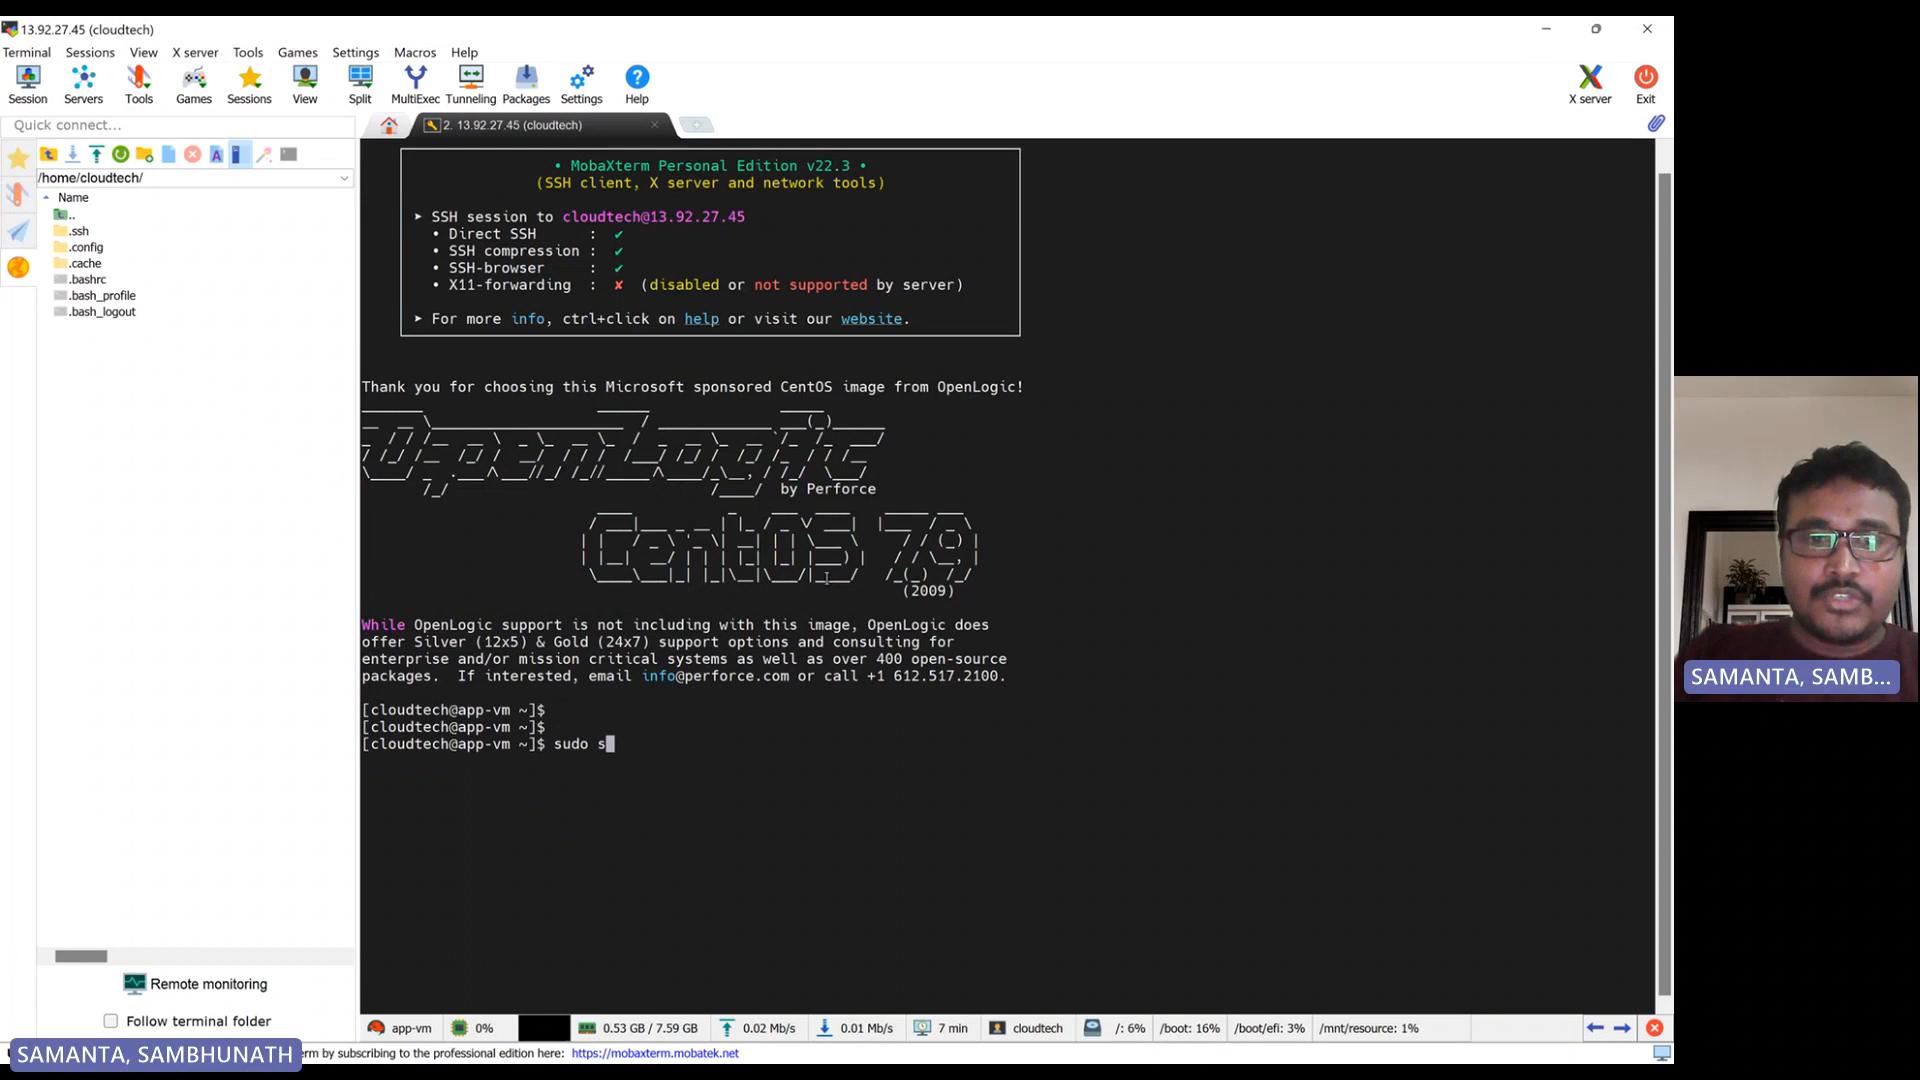 13.92.27.45 (cloudtech)
Terminal Sessions View X server Tools Games Settings Macros Help
Session Servers Tools Games Sessions View Split MultiExec Tunneling Packages Settings Help X server Exit
Quick connect...
2. 13.92.27.45 (cloudtech)
/home/cloudtech/
Name
..
.ssh
.config
.cache
.bashrc
.bash_profile
.bash_logout
• MobaXterm Personal Edition v22.3 •
(SSH client, X server and network tools)
➤ SSH session to cloudtech@13.92.27.45
• Direct SSH : ✔
• SSH compression : ✔
• SSH-browser : ✔
• X11-forwarding : ✘ (disabled or not supported by server)
➤ For more info, ctrl+click on help or visit our website.
Thank you for choosing this Microsoft sponsored CentOS image from OpenLogic!
OpenLogic
by Perforce
CentOS 7.9
(2009)
While OpenLogic support is not including with this image, OpenLogic does
offer Silver (12x5) & Gold (24x7) support options and consulting for
enterprise and/or mission critical systems as well as over 400 open-source
packages. If interested, email info@perforce.com or call +1 612.517.2100.
[cloudtech@app-vm ~]$
[cloudtech@app-vm ~]$
[cloudtech@app-vm ~]$ sudo s
SAMANTA, SAMB...
Remote monitoring
Follow terminal folder
app-vm 0% 0.53 GB / 7.59 GB 0.02 Mb/s 0.01 Mb/s 7 min cloudtech /: 6% /boot: 16% /boot/efi: 3% /mnt/resource: 1%
SAMANTA, SAMBHUNATH
erm by subscribing to the professional edition here: https://mobaxterm.mobatek.net